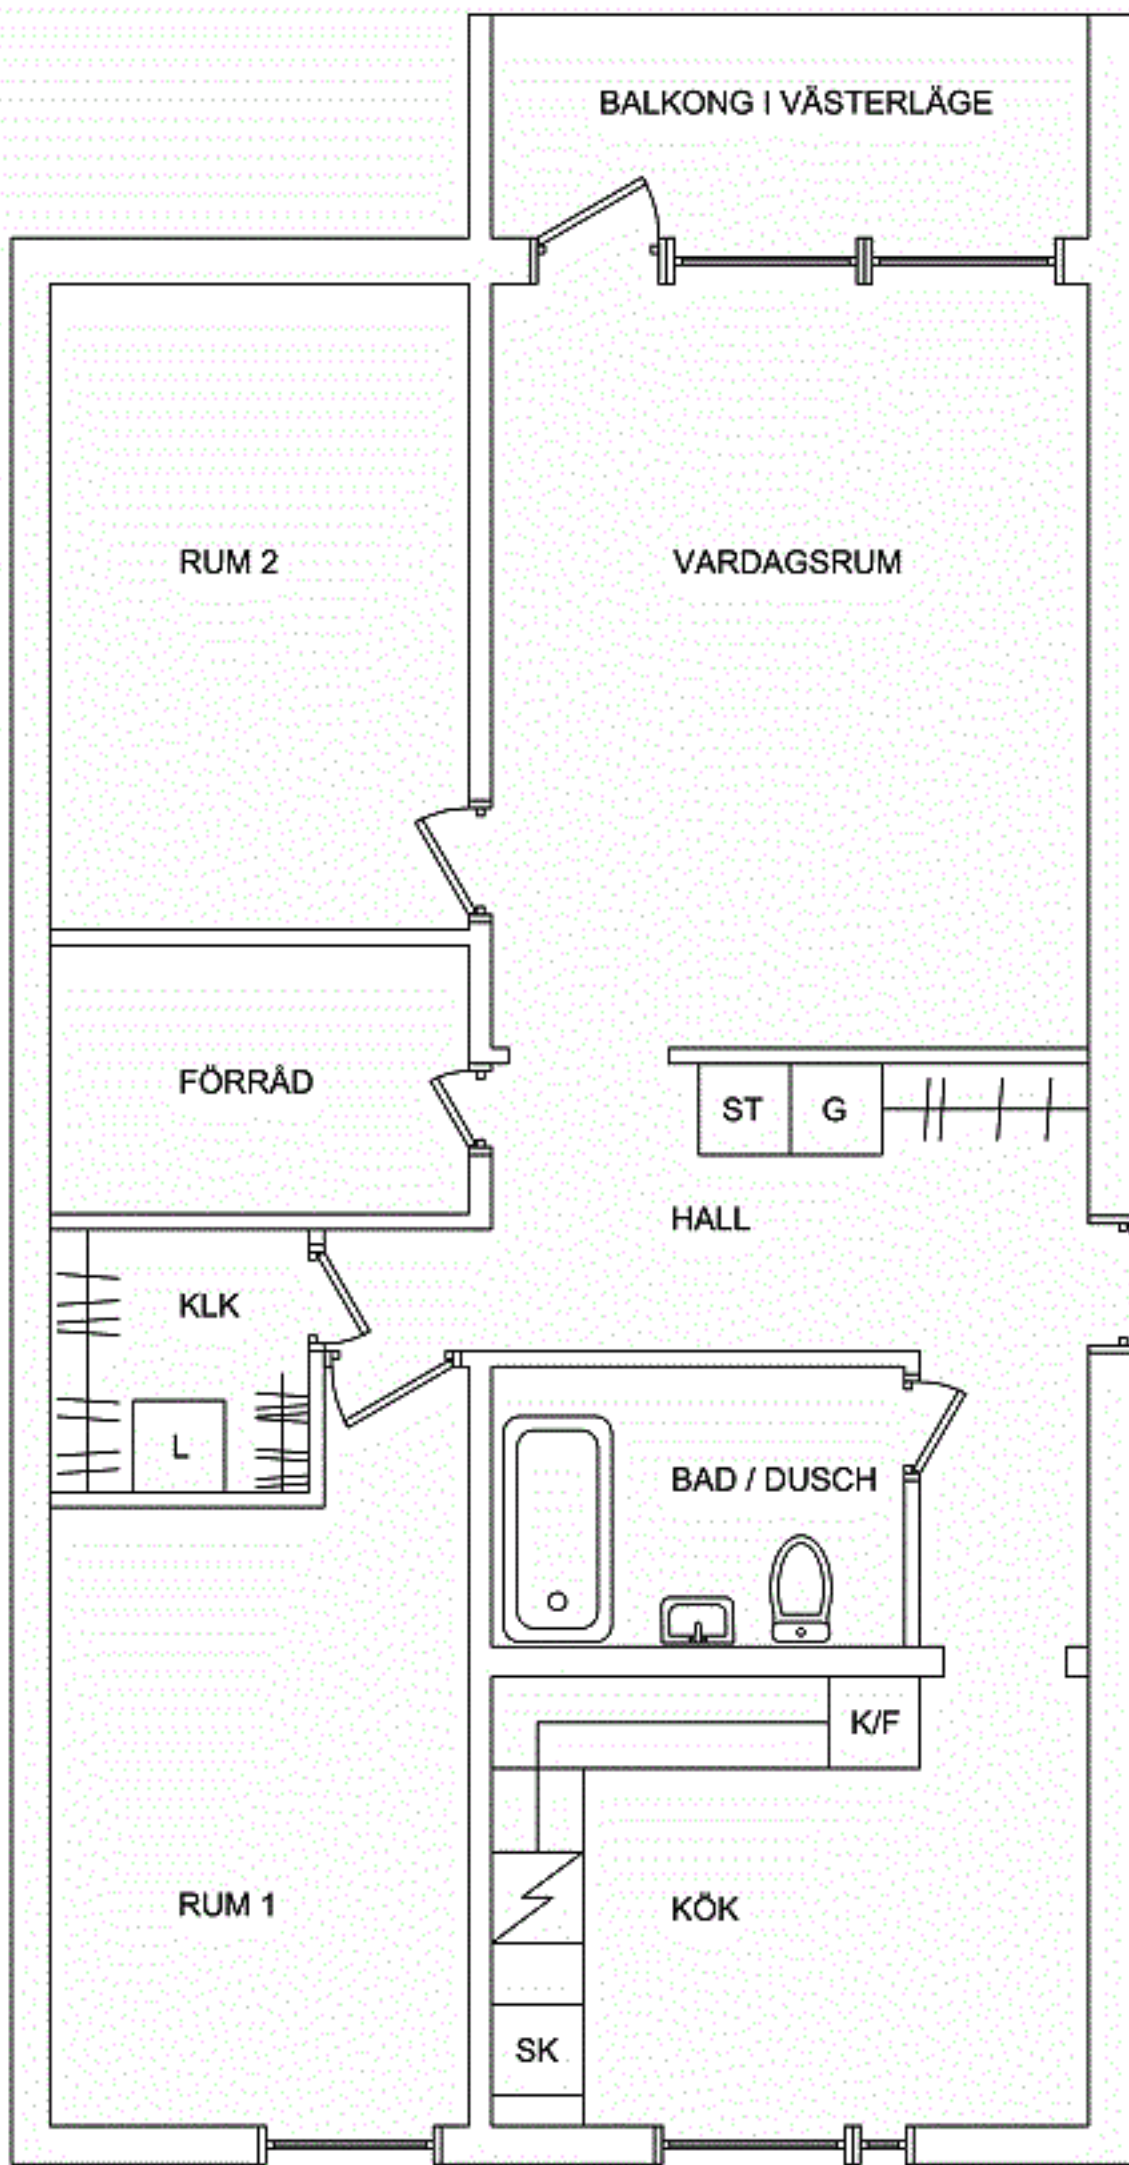 BALKONG I VÄSTERLÄGE
RUM 2
VARDAGSRUM
FÖRRÅD
ST
G
HALL
KLK
L
BAD / DUSCH
K/F
RUM 1
KÖK
SK